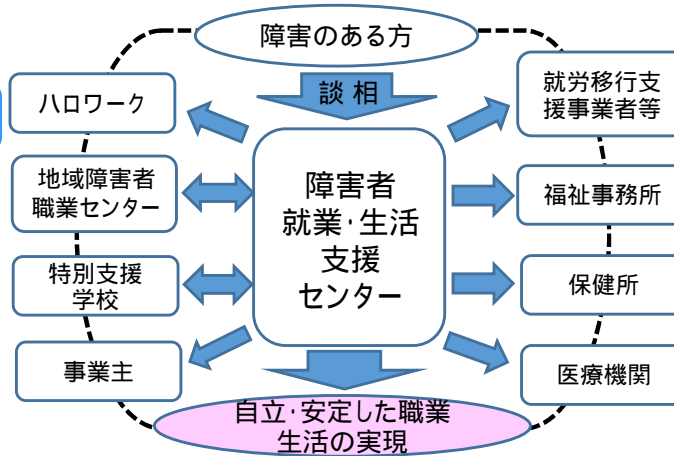 障害のある方
談 相
ハロワーク
地域障害者
職業センター
特別支援
学校
事業主
障害者
就業・生活
支援
センター
就労移行支
援事業者等
福祉事務所
保健所
医療機関
自立・安定した職業
生活の実現